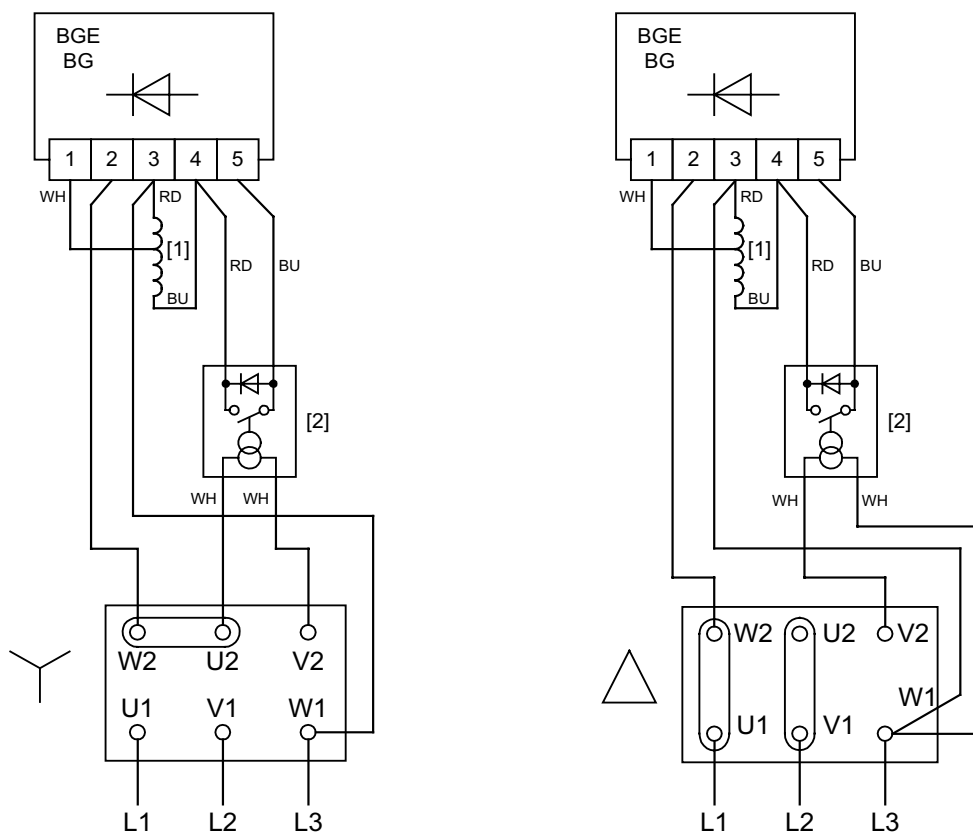 BGE
BG
1 2 3 4 5
WH RD
[1]
RD BU
BU
[2]
WH WH
W2 U2 V2
U1 V1 W1
L1 L2 L3
BGE
BG
1 2 3 4 5
WH RD
[1]
RD BU
BU
[2]
WH WH
W2 U2 V2
W1
U1 V1
L1 L2 L3